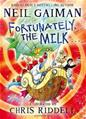 NEIL GAIMAN
FORTUNATELY, THE MILK
CHRIS RIDDELL